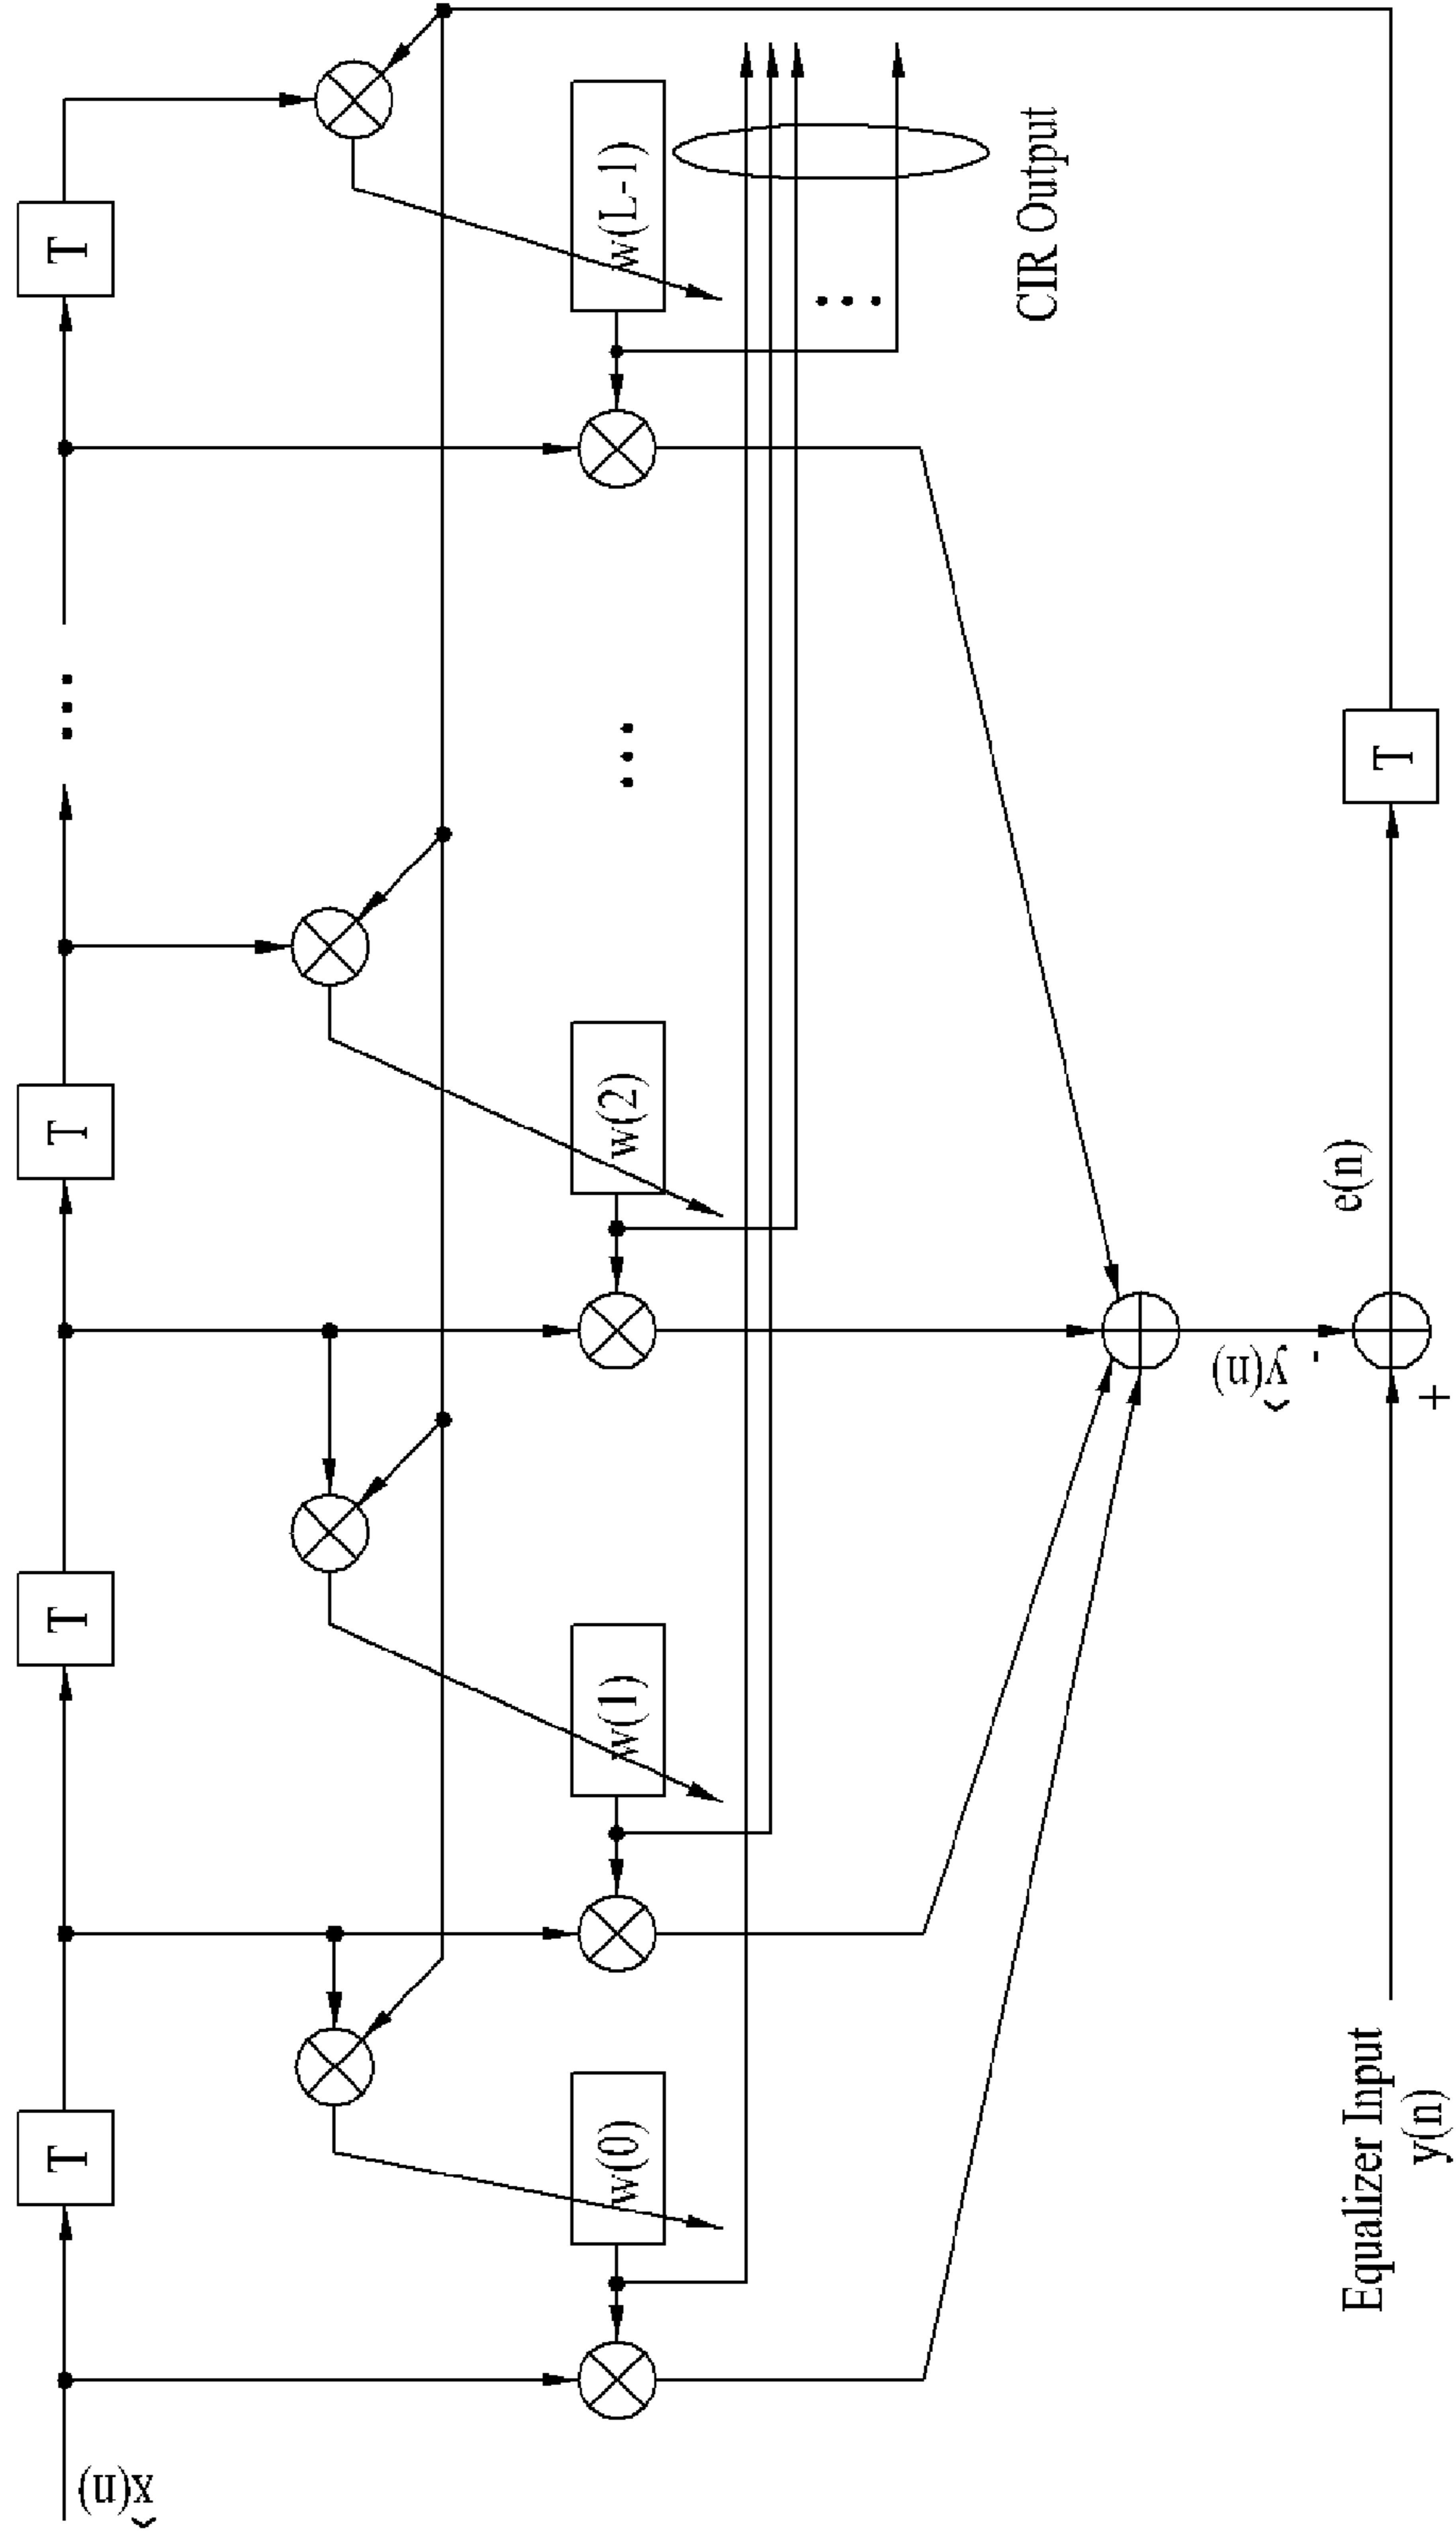 x̂(n)
T
T
T
T
w(0)
w(1)
w(2)
...
w(L-1)
...
...
CIR Output
ŷ(n)
-
+
e(n)
T
Equalizer Input
y(n)